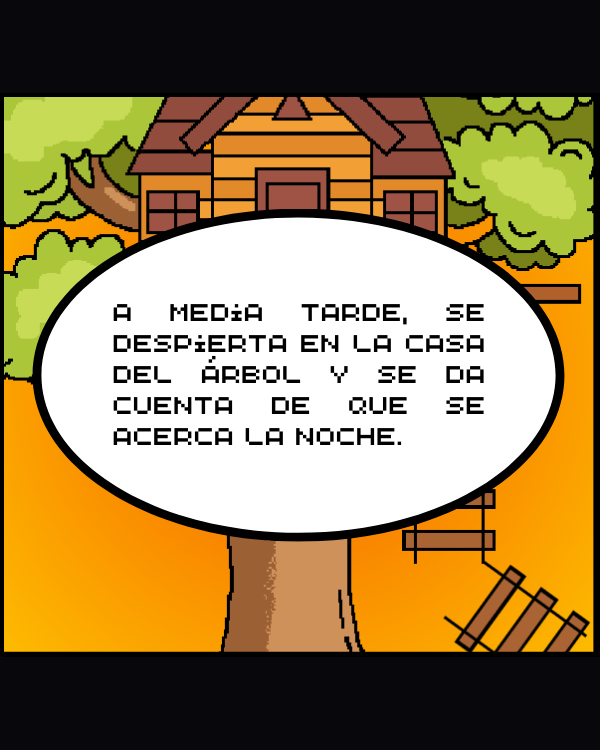 A MEDiA TARDE, SE
DESPiERTA EN LA CASA
DEL ÁRBOL Y SE DA
CUENTA DE QUE SE
ACERCA LA NOCHE.